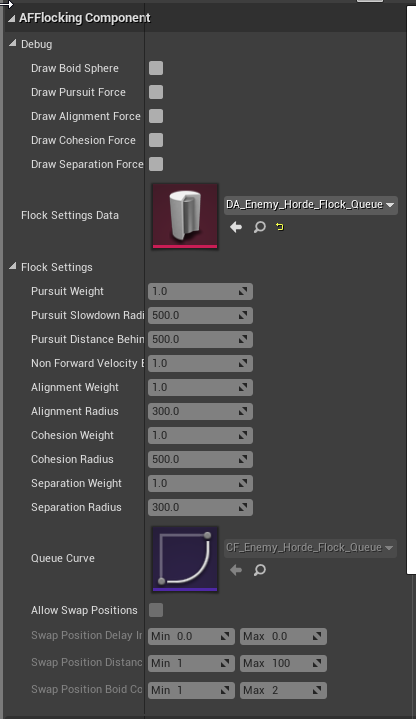 AFFlocking Component
Debug
Draw Boid Sphere
Draw Pursuit Force
Draw Alignment Force
Draw Cohesion Force
Draw Separation Force
Flock Settings Data DA_Enemy_Horde_Flock_Queue
Flock Settings
Pursuit Weight 1.0
Pursuit Slowdown Radi 500.0
Pursuit Distance Behin 500.0
Non Forward Velocity 1.0
Alignment Weight 1.0
Alignment Radius 300.0
Cohesion Weight 1.0
Cohesion Radius 500.0
Separation Weight 1.0
Separation Radius 300.0
Queue Curve CF_Enemy_Horde_Flock_Queue
Allow Swap Positions
Swap Position Delay Min 0.0 Max 0.0
Swap Position Distanc Min 1 Max 100
Swap Position Boid Co Min 1 Max 2